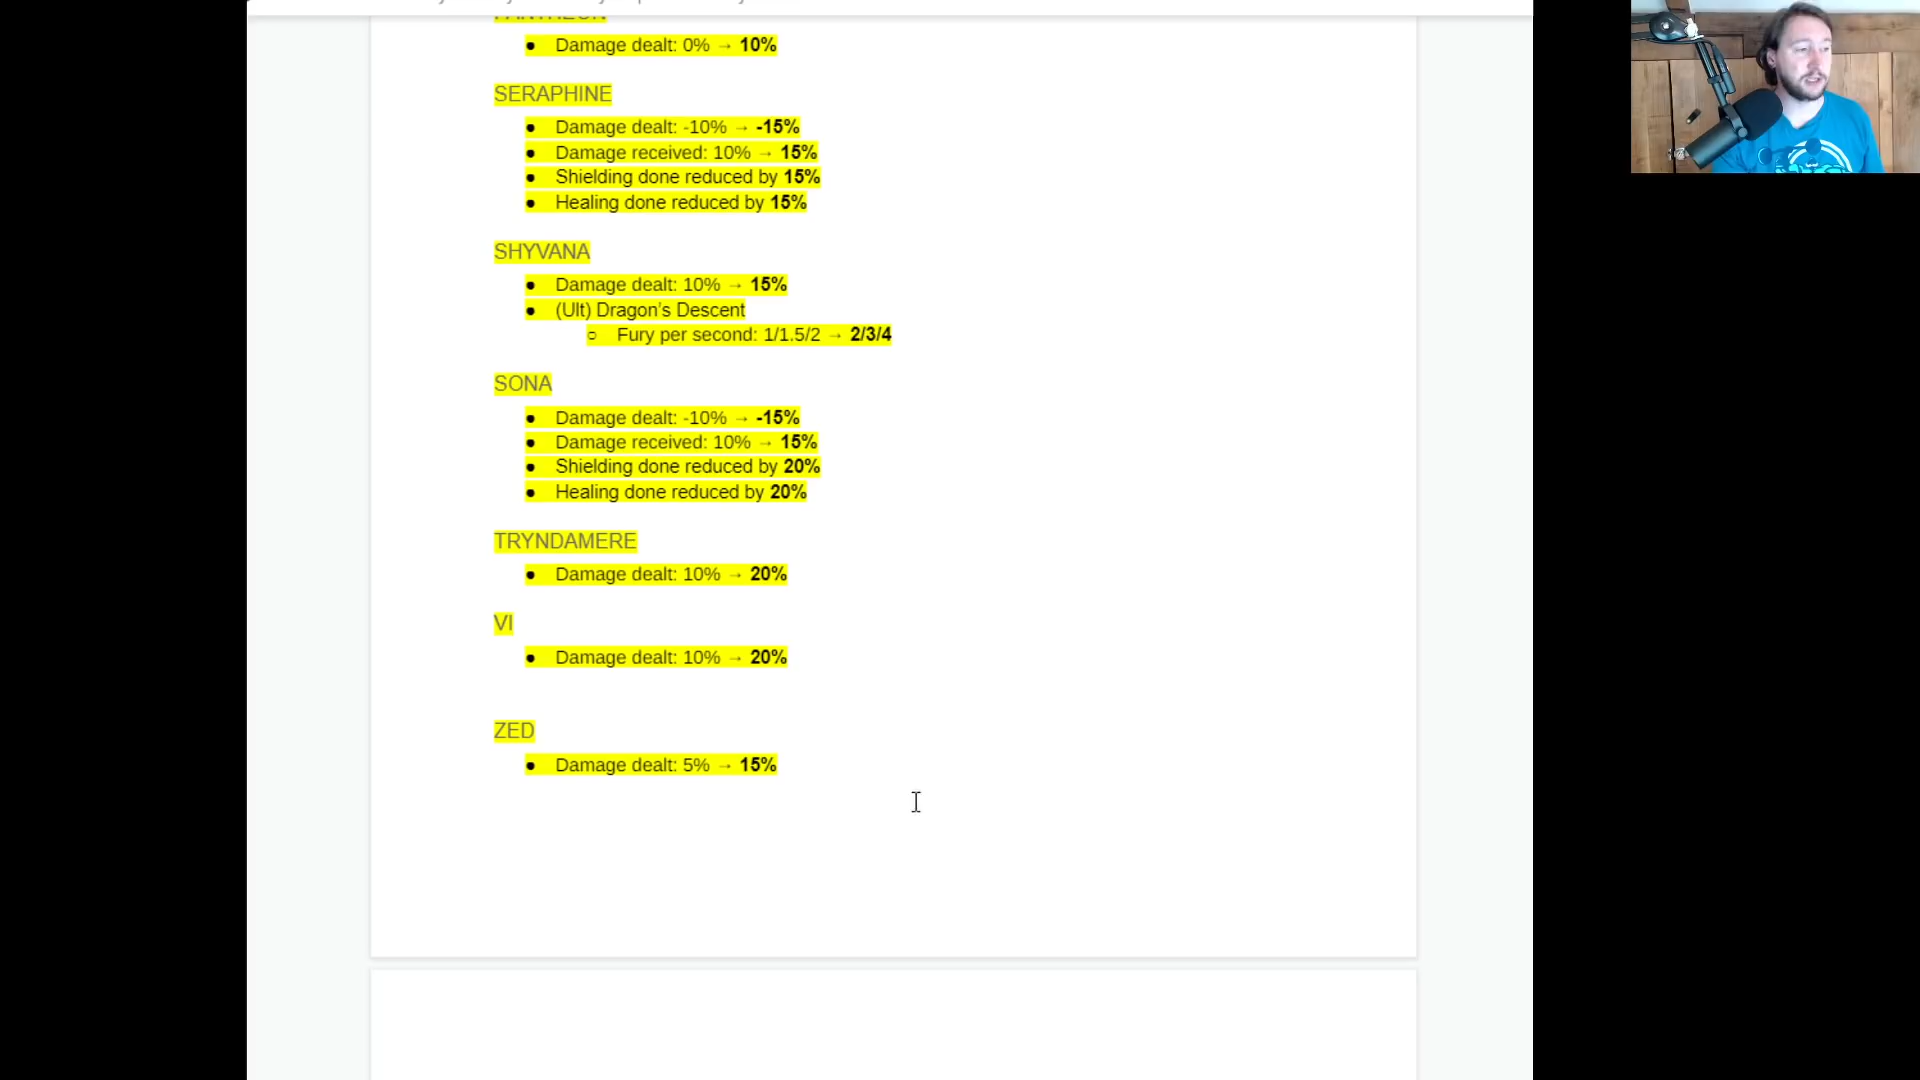 PANTHEON
● Damage dealt: 0% → 10%
SERAPHINE
● Damage dealt: -10% → -15%
● Damage received: 10% → 15%
● Shielding done reduced by 15%
● Healing done reduced by 15%
SHYVANA
● Damage dealt: 10% → 15%
● (Ult) Dragon's Descent
○ Fury per second: 1/1.5/2 → 2/3/4
SONA
● Damage dealt: -10% → -15%
● Damage received: 10% → 15%
● Shielding done reduced by 20%
● Healing done reduced by 20%
TRYNDAMERE
● Damage dealt: 10% → 20%
VI
● Damage dealt: 10% → 20%
ZED
● Damage dealt: 5% → 15%